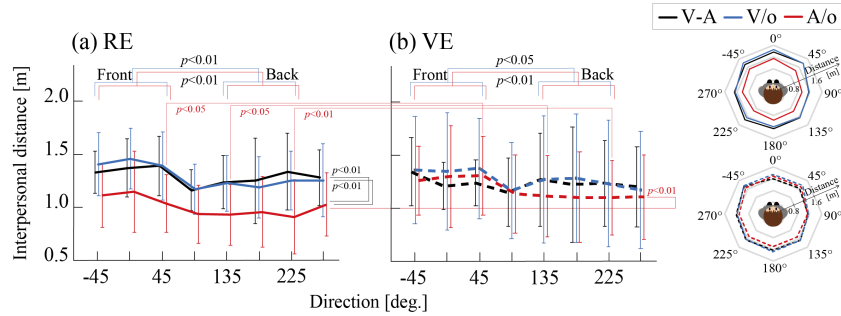 V-A V/o A/o
(a) RE
(b) VE
p<0.01
Front p<0.01 Back
p<0.05 p<0.05 p<0.01
p<0.05
Front p<0.01 Back
Interpersonal distance [m]
2.0
1.5
1.0
0.5
p<0.01
p<0.01
p<0.01
-45 45 135 225
-45 45 135 225
Direction [deg.]
0°
-45° 45°
Distance
[m]
1.6
0.8
270° 90°
225° 135°
180°
0°
-45° 45°
Distance
[m]
1.6
0.8
270° 90°
225° 135°
180°